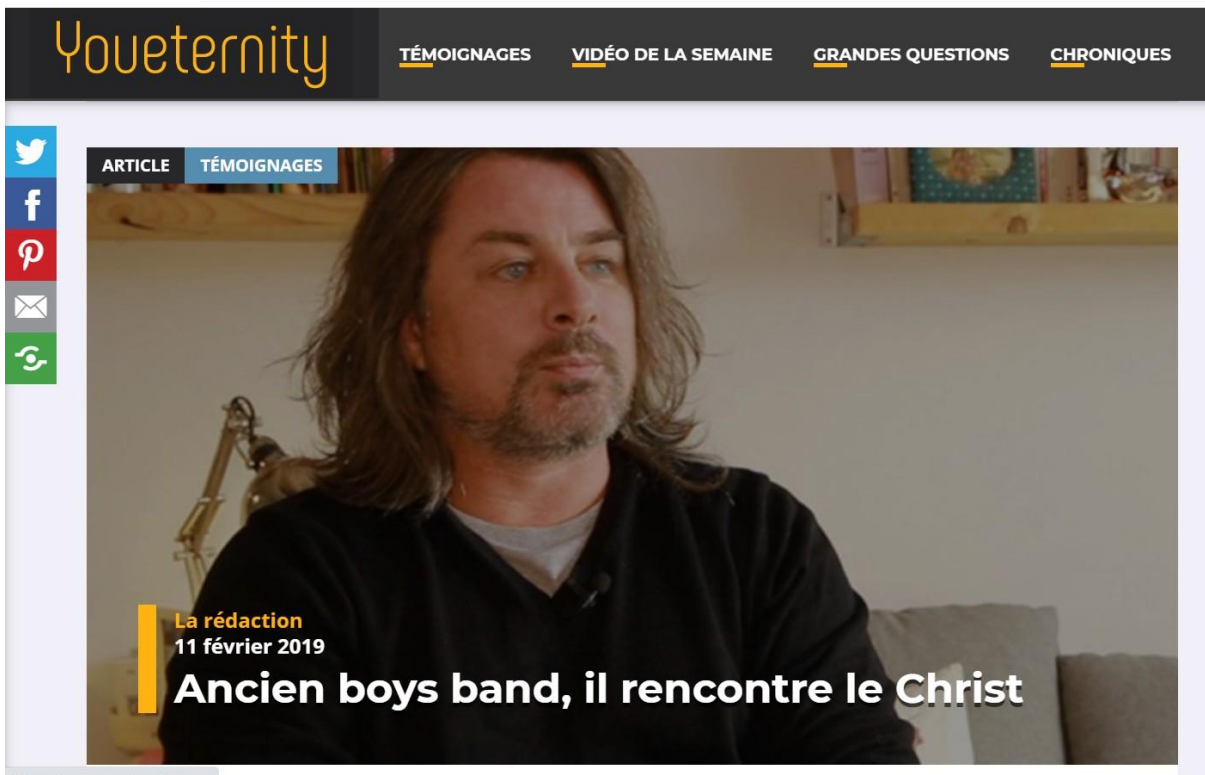 Youeternity
TÉMOIGNAGES VIDÉO DE LA SEMAINE GRANDES QUESTIONS CHRONIQUES
ARTICLE TÉMOIGNAGES
La rédaction
11 février 2019
Ancien boys band, il rencontre le Christ